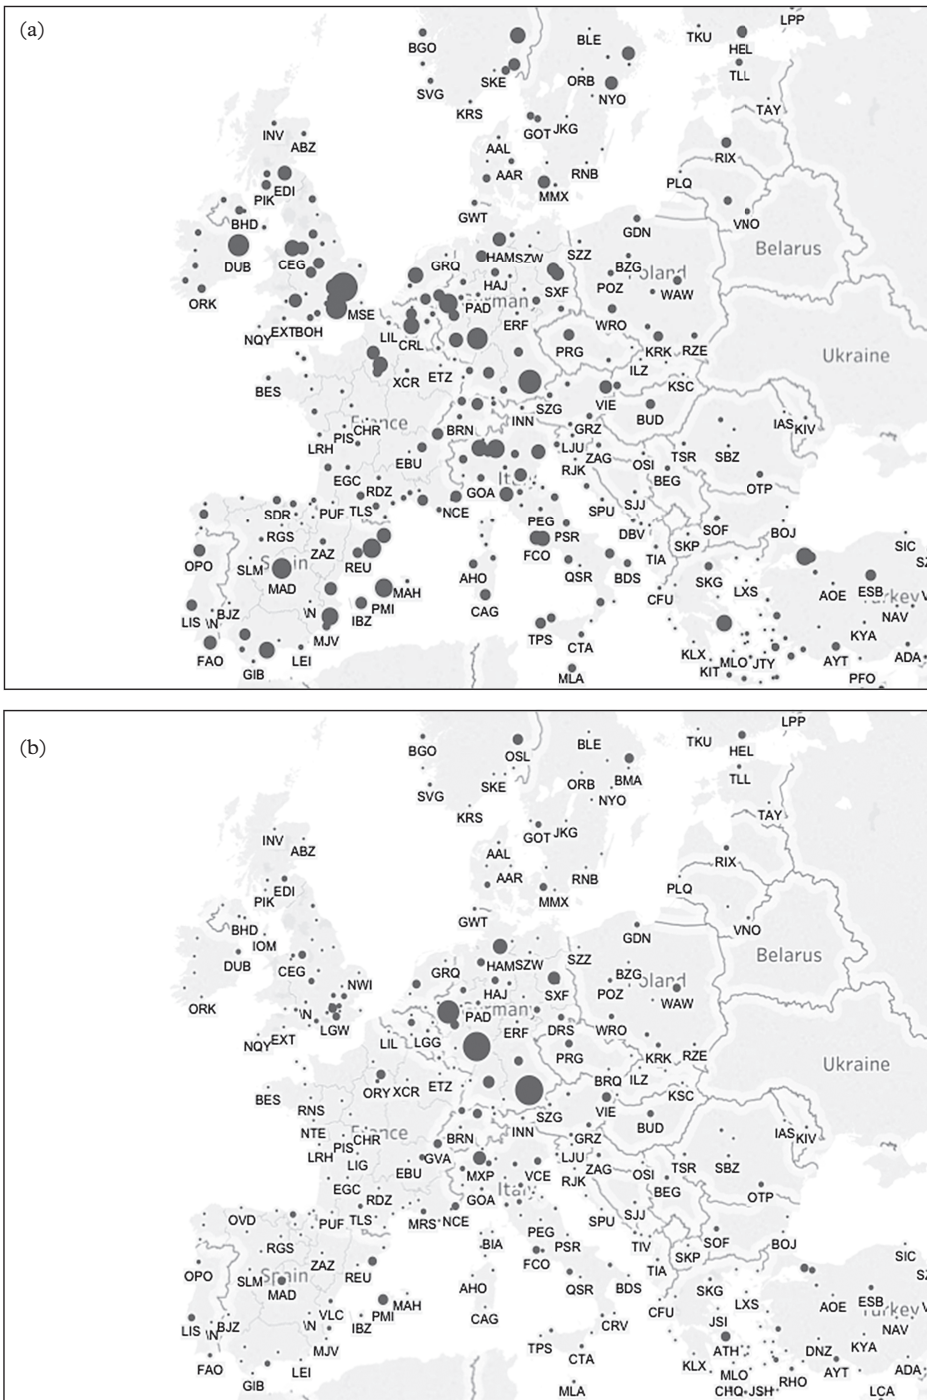 (a)
LPP
BGO
BLE
TKU
HEL
TLL
SKE
ORB
SVG
NYO
KRS
TAY
INV
ABZ
GOT JKG
AAL
RIX
AAR
RNB
PLQ
EDI
PIK
MMX
GWT
BHD
VNO
GDN
Belarus
DUB
CEG
GRQ
HAM SZW
SZZ
BZG
POZ
WAW
HAJ
SXF
ORK
MSE
PAD
ERF
WRO
NQY EXT BOH
LIL CRL
PRG
KRK RZE
Ukraine
ILZ
XCR
ETZ
KSC
BES
SZG
VIE
INN
BUD
France
CHR
PIS
LRH
BRN
GRZ
IAS KIV
LJU
ZAG
EBU
RJK
OSI
TSR
SBZ
BEG
EGC
RDZ
GOA
OTP
SDR
PUF TLS
NCE
SPU
SJJ
PEG
PSR
DBV
SOF
BOJ
RGS
ZAZ
FCO
SKP
TIA
SIC
OPO
SLM
Spain
MAD
REU
AHO
QSR
BDS
SKG
LXS
AOE
ESB
Turkey
MAH
PMI
IBZ
CAG
CFU
NAV
LIS
BJZ
MJV
TPS
CTA
KYA
FAO
LEI
GIB
KLX
MLO JTY
KIT
AYT
ADA
MLA
PFO
(b)
LPP
BGO
OSL
BLE
TKU
HEL
SKE
ORB
BMA
TLL
SVG
NYO
KRS
TAY
INV
ABZ
GOT JKG
AAL
RIX
AAR
RNB
PLQ
EDI
PIK
MMX
GWT
BHD
IOM
VNO
GDN
Belarus
DUB
CEG
GRQ
HAM SZW
SZZ
BZG
POZ
WAW
NWI
HAJ
SXF
ORK
LGW
PAD
ERF
DRS
WRO
NQY EXT
LIL
LGG
PRG
KRK RZE
Ukraine
ORY XCR
ETZ
BRQ
ILZ
KSC
BES
RNS
SZG
VIE
INN
BUD
NTE
PIS CHR
France
BRN
GRZ
IAS KIV
LRH
LIG
EBU
GVA
MXP
VCE
LJU
ZAG
RJK
OSI
TSR
SBZ
BEG
EGC
RDZ
GOA
OTP
OVD
PUF TLS
MRS NCE
SPU
SJJ
RGS
BIA
PEG
PSR
TIV
SOF
BOJ
ZAZ
FCO
SKP
TIA
SIC
OPO
SLM
Spain
MAD
REU
AHO
QSR
BDS
SKG
LXS
AOE
ESB
Turkey
MAH
PMI
VLC
IBZ
CAG
CRV
CFU
JSI
NAV
LIS
BJZ
MJV
TPS
CTA
ATH
DNZ
KYA
FAO
LEI
GIB
KLX
MLO
RHO
AYT
ADA
MLA
CHQ JSH
LCA